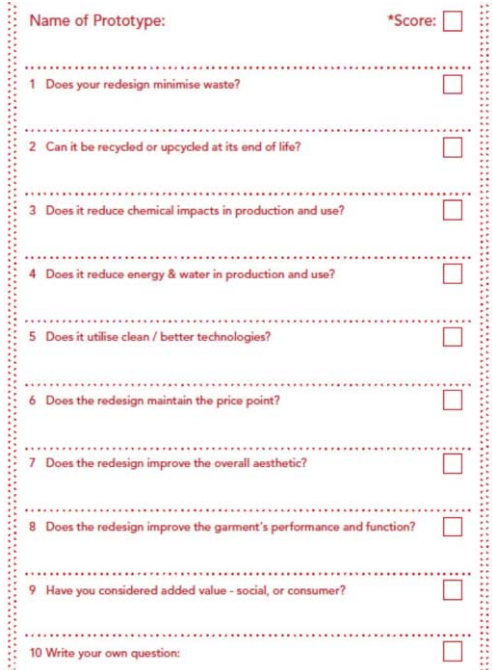 Name of Prototype: *Score:
1 Does your redesign minimise waste?
2 Can it be recycled or upcycled at its end of life?
3 Does it reduce chemical impacts in production and use?
4 Does it reduce energy & water in production and use?
5 Does it utilise clean / better technologies?
6 Does the redesign maintain the price point?
7 Does the redesign improve the overall aesthetic?
8 Does the redesign improve the garment's performance and function?
9 Have you considered added value - social, or consumer?
10 Write your own question: